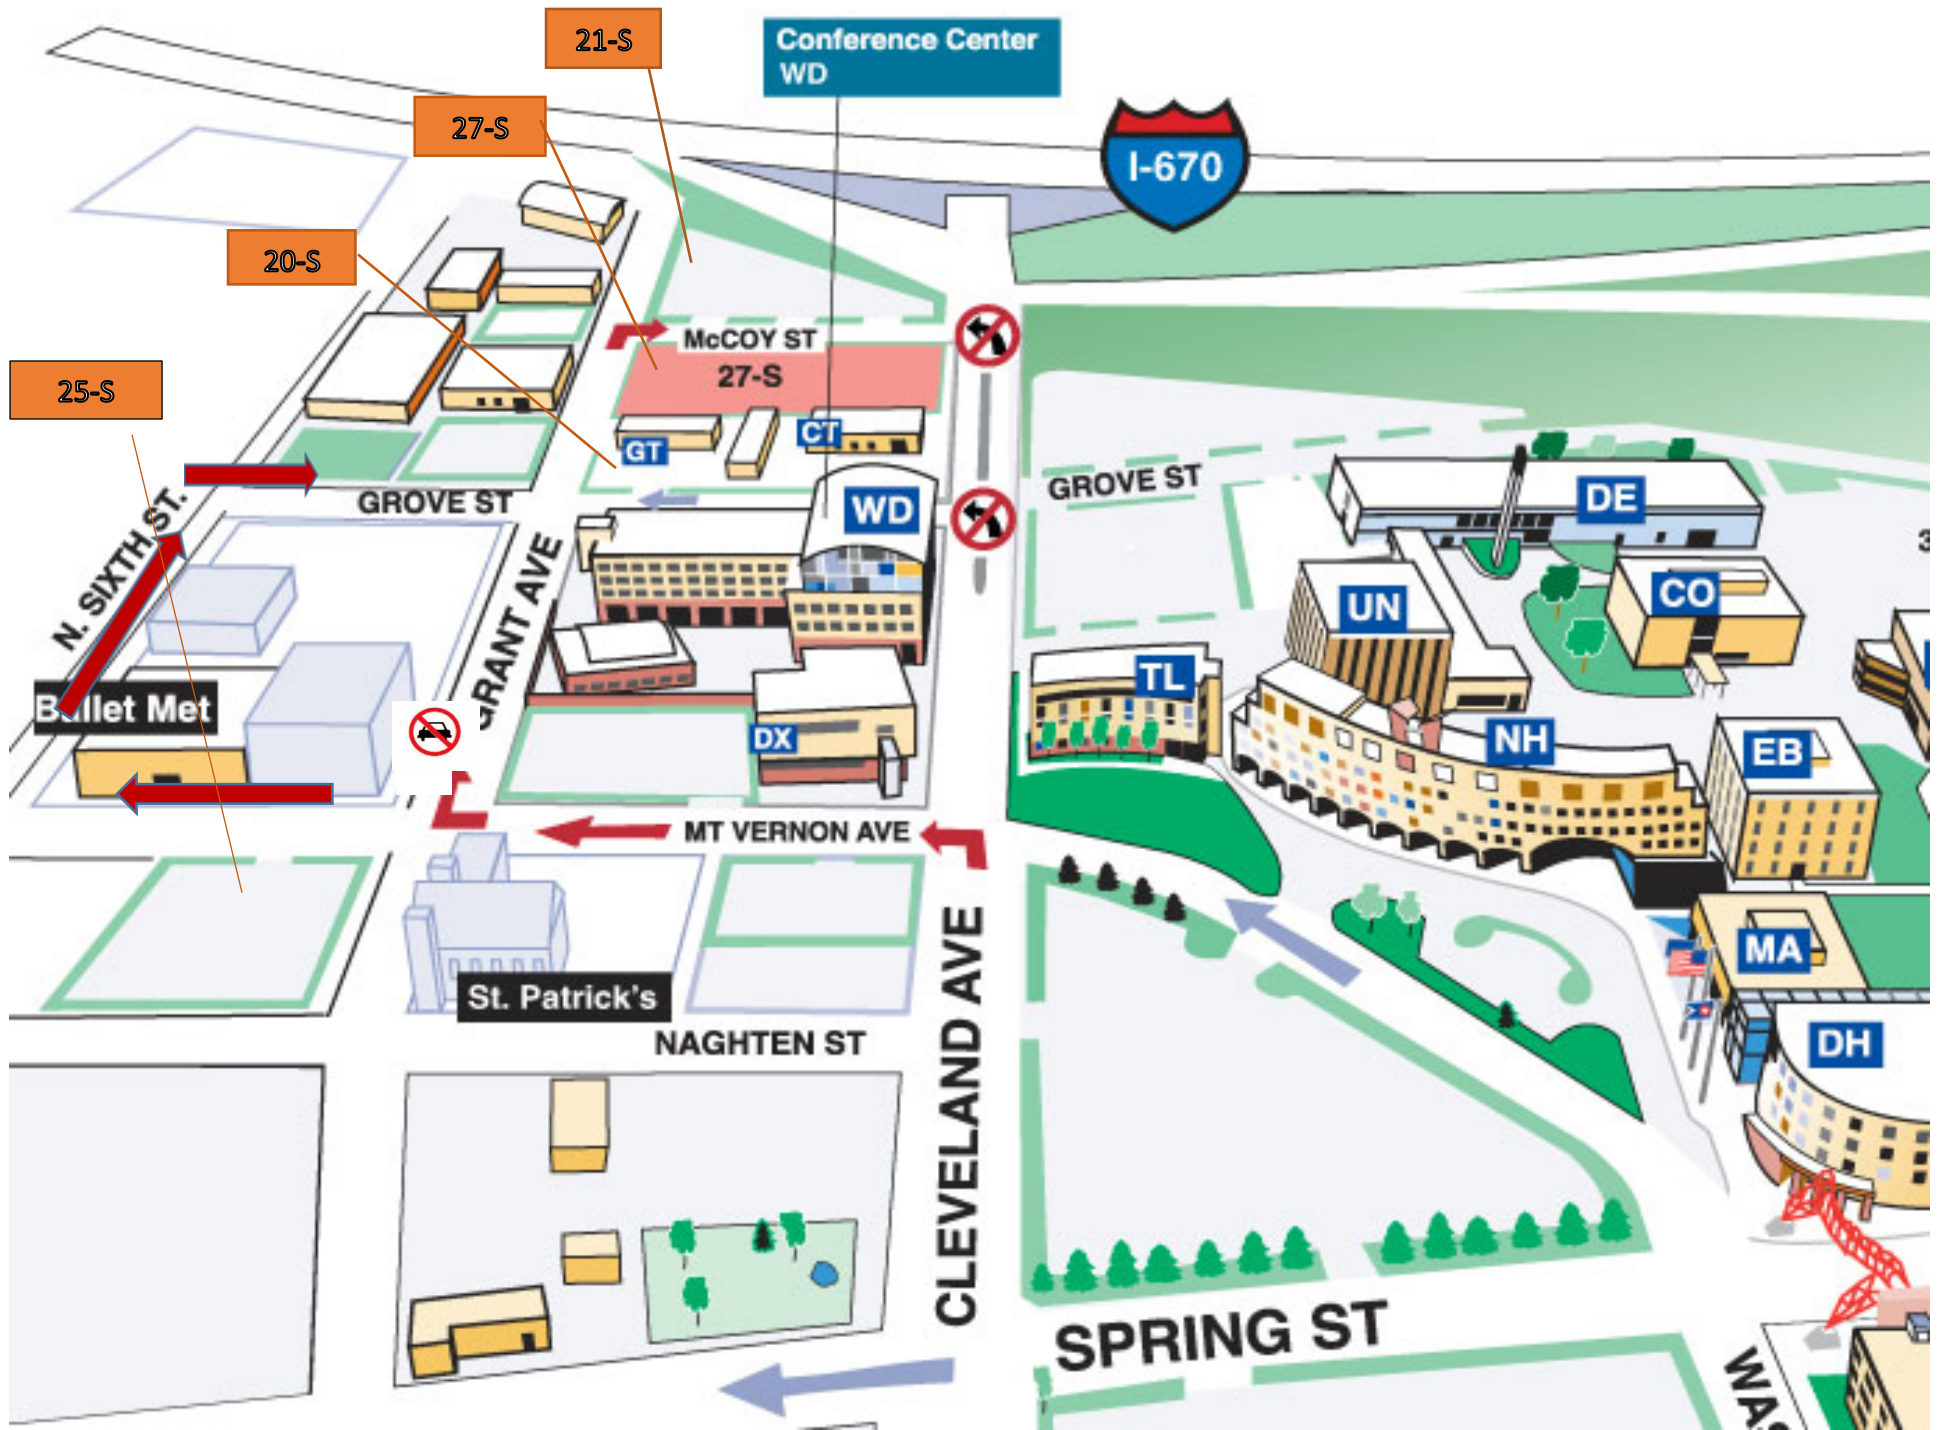 21-S
Conference Center
WD
27-S
I-670
20-S
McCOY ST
27-S
25-S
GT
CT
GROVE ST
GROVE ST
WD
DE
N. SIXTH ST.
GRANT AVE
UN
CO
TL
Ballet Met
DX
NH
EB
MT VERNON AVE
MA
St. Patrick's
NAGHTEN ST
DH
CLEVELAND AVE
SPRING ST
WAS